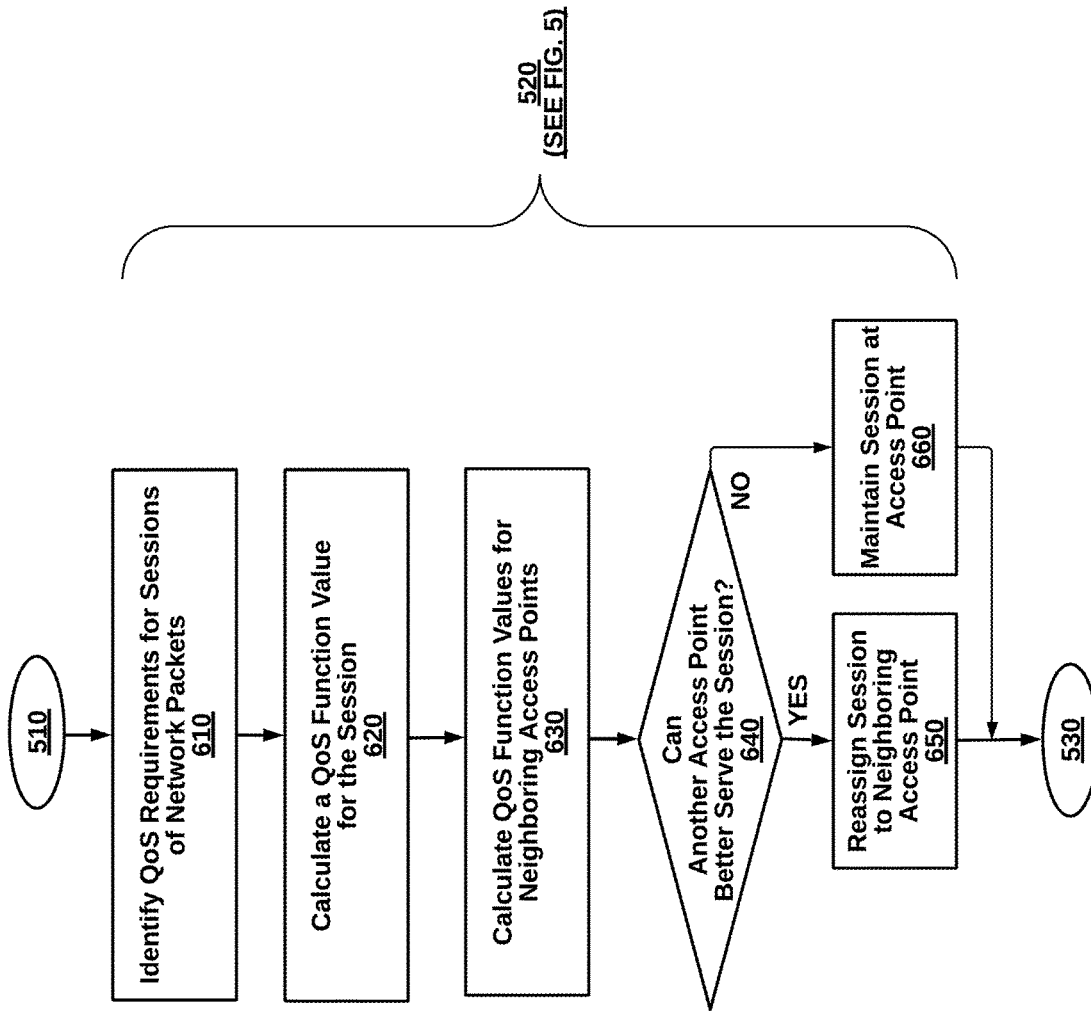 510
Identify QoS Requirements for Sessions
of Network Packets
610
Calculate a QoS Function Value
for the Session
620
Calculate QoS Function Values for
Neighboring Access Points
630
Can
Another Access Point
Better Serve the Session?
640
YES
NO
Reassign Session
to Neighboring
Access Point
650
Maintain Session at
Access Point
660
530
520
(SEE FIG. 5)